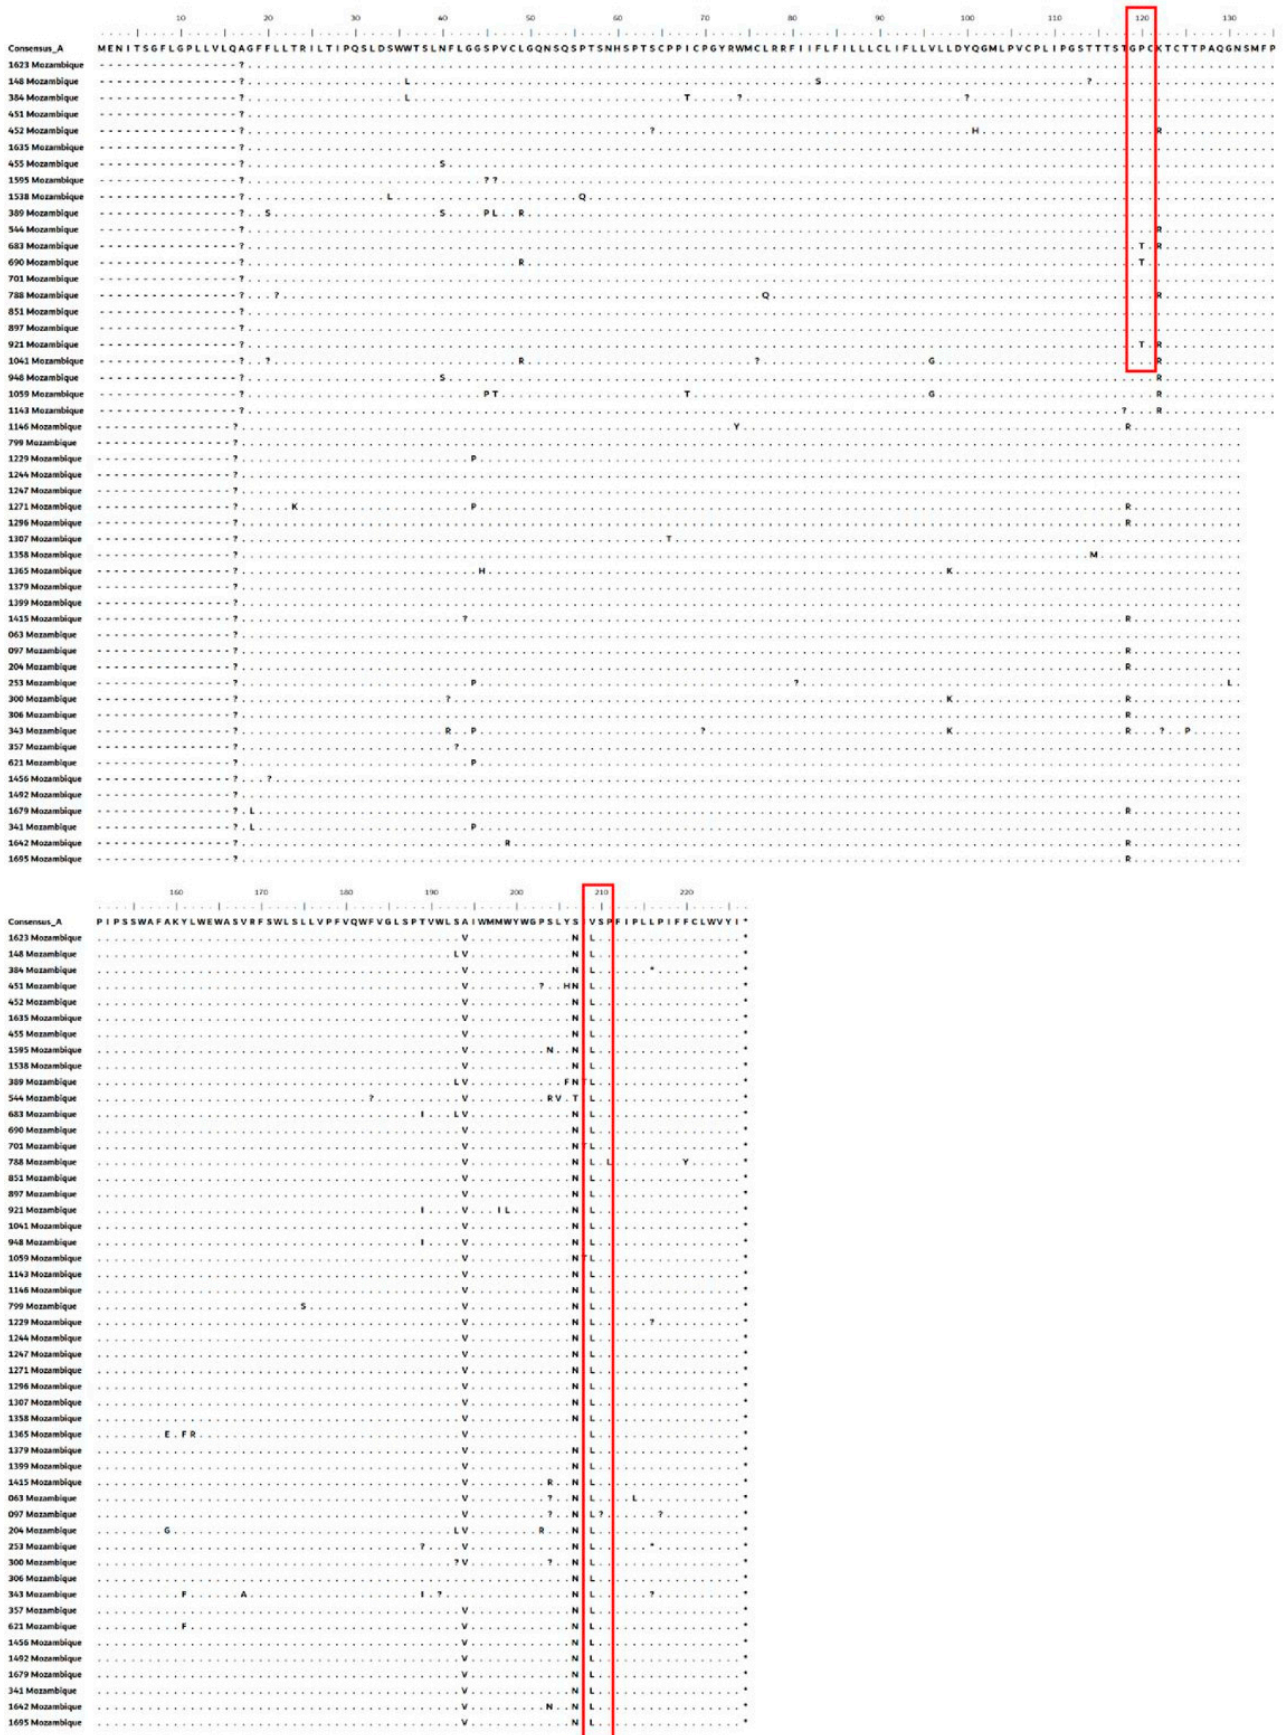 10 20 30 40 50 60 70 80 90 100 110 120 130
Consensus_A MENITSGFLGPLLVLQAGFFLLTRILTIPQSLDSWWTSLNFLGGSPVCLGQNSQSPTSNHSPTSCPPICPGYRWMCLRRFIIFLFILLLCLIFLLVLLDYQGMLPVCPLIPGSTTTSTGPCKTCTTPAQGNSMFP
1623 Mozambique ?
148 Mozambique ? L S ?
384 Mozambique ? L T ? ?
451 Mozambique ?
452 Mozambique ? ? H R
1635 Mozambique ?
455 Mozambique ? S
1595 Mozambique ? ? ?
1538 Mozambique ? L Q
389 Mozambique ? S S P L R
544 Mozambique ? R
683 Mozambique ? T R
690 Mozambique ? R T
701 Mozambique ?
788 Mozambique ? ? Q R
851 Mozambique ?
897 Mozambique ?
921 Mozambique ? T R
1041 Mozambique ? ? R ? G R
948 Mozambique ? S R
1059 Mozambique ? P T T G R
1143 Mozambique ? ? R
1146 Mozambique ? Y R
799 Mozambique ?
1229 Mozambique ? P
1244 Mozambique ?
1247 Mozambique ?
1271 Mozambique ? K P R
1296 Mozambique ? R
1307 Mozambique ? T
1358 Mozambique ? M
1365 Mozambique ? H K
1379 Mozambique ?
1399 Mozambique ?
1415 Mozambique ? ? R
063 Mozambique ?
097 Mozambique ? R
204 Mozambique ? R
253 Mozambique ? P ? L
300 Mozambique ? ? K R
306 Mozambique ? R
343 Mozambique ? R P ? K R ? P
357 Mozambique ? ?
621 Mozambique ? P
1456 Mozambique ? ?
1492 Mozambique ?
1679 Mozambique ? L R
341 Mozambique ? L P
1642 Mozambique ? R R
1695 Mozambique ? R
160 170 180 190 200 210 220
Consensus_A PIPSSWAFAKYLWEWASVRFSWLSLLVPFVQWFVGLSPTVWLSAIWMMWYWGPSLYS VSPFIPLLPIFFCLWVYI*
1623 Mozambique V N L *
148 Mozambique L V N L *
384 Mozambique V N L * *
451 Mozambique V ? H N L *
452 Mozambique V N L *
1635 Mozambique V N L *
455 Mozambique V N L *
1595 Mozambique V N N L *
1538 Mozambique V N L *
389 Mozambique L V F N L *
544 Mozambique ? V R V T L *
683 Mozambique I L V N L *
690 Mozambique V N L *
701 Mozambique V N L *
788 Mozambique V N L L Y *
851 Mozambique V N L *
897 Mozambique V N L *
921 Mozambique I V I L N L *
1041 Mozambique V N L *
948 Mozambique I V N L *
1059 Mozambique V N L *
1143 Mozambique V N L *
1146 Mozambique V N L *
799 Mozambique S V N L *
1229 Mozambique V N L ? *
1244 Mozambique V N L *
1247 Mozambique V N L *
1271 Mozambique V N L *
1296 Mozambique V N L *
1307 Mozambique V N L *
1358 Mozambique V N L *
1365 Mozambique E F R V L *
1379 Mozambique V N L *
1399 Mozambique V N L *
1415 Mozambique V R N L *
063 Mozambique V ? N L L *
097 Mozambique V ? N L ? ? *
204 Mozambique G L V R N L *
253 Mozambique ? V N L * *
300 Mozambique ? V ? N L *
306 Mozambique V N L *
343 Mozambique F A I ? N L ? *
357 Mozambique V N L *
621 Mozambique F V N L *
1456 Mozambique V N L *
1492 Mozambique V N L *
1679 Mozambique V N L *
341 Mozambique V N L *
1642 Mozambique V N N L *
1695 Mozambique V N L *